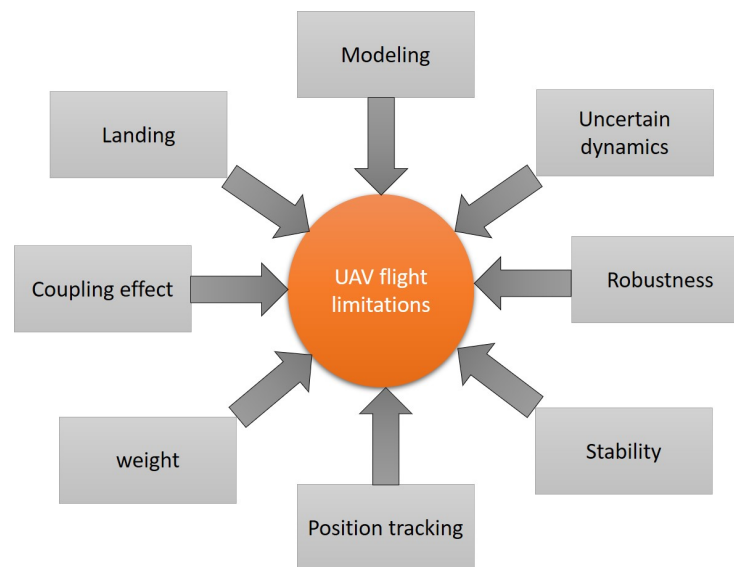 Modeling
Landing
Uncertain
dynamics
Coupling effect
UAV flight
limitations
Robustness
weight
Stability
Position tracking